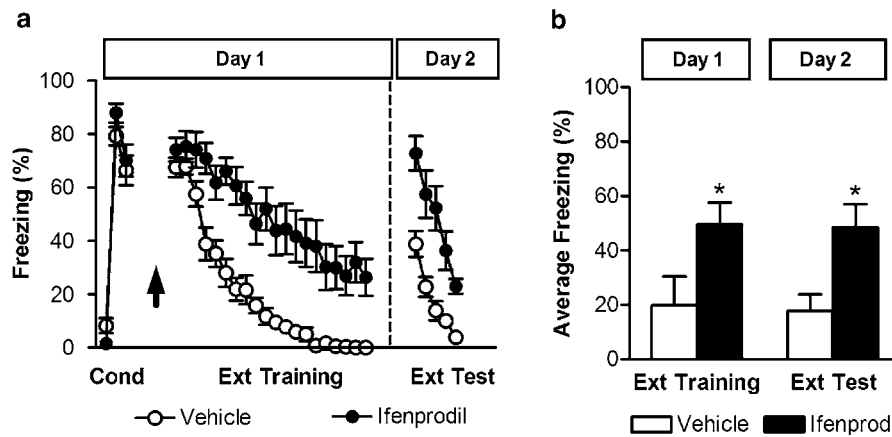 a
Day 1
Day 2
Freezing (%)
100
80
60
40
20
0
Cond
Ext Training
Ext Test
Vehicle
Ifenprodil
b
Day 1
Day 2
Average Freezing (%)
100
80
60
40
20
0
*
*
Ext Training
Ext Test
Vehicle
Ifenprod